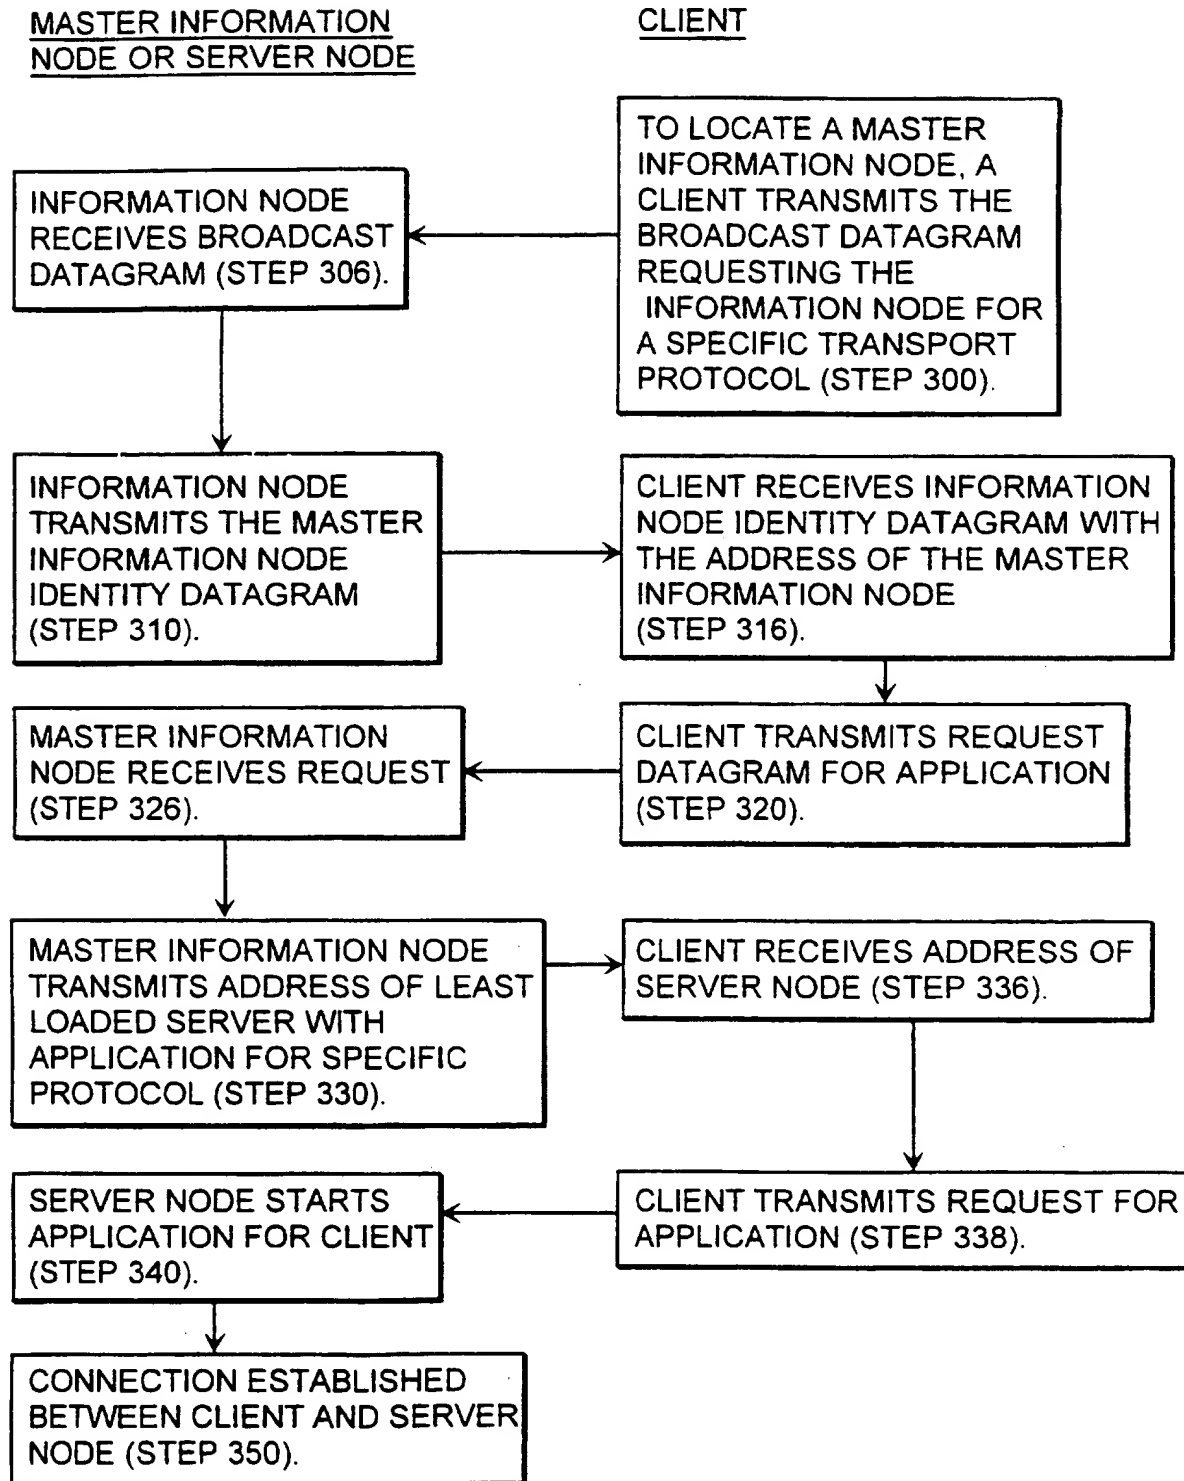 MASTER INFORMATION
NODE OR SERVER NODE
CLIENT
TO LOCATE A MASTER
INFORMATION NODE, A
CLIENT TRANSMITS THE
BROADCAST DATAGRAM
REQUESTING THE
INFORMATION NODE FOR
A SPECIFIC TRANSPORT
PROTOCOL (STEP 300).
INFORMATION NODE
RECEIVES BROADCAST
DATAGRAM (STEP 306).
INFORMATION NODE
TRANSMITS THE MASTER
INFORMATION NODE
IDENTITY DATAGRAM
(STEP 310).
CLIENT RECEIVES INFORMATION
NODE IDENTITY DATAGRAM WITH
THE ADDRESS OF THE MASTER
INFORMATION NODE
(STEP 316).
CLIENT TRANSMITS REQUEST
DATAGRAM FOR APPLICATION
(STEP 320).
MASTER INFORMATION
NODE RECEIVES REQUEST
(STEP 326).
MASTER INFORMATION NODE
TRANSMITS ADDRESS OF LEAST
LOADED SERVER WITH
APPLICATION FOR SPECIFIC
PROTOCOL (STEP 330).
CLIENT RECEIVES ADDRESS OF
SERVER NODE (STEP 336).
CLIENT TRANSMITS REQUEST FOR
APPLICATION (STEP 338).
SERVER NODE STARTS
APPLICATION FOR CLIENT
(STEP 340).
CONNECTION ESTABLISHED
BETWEEN CLIENT AND SERVER
NODE (STEP 350).